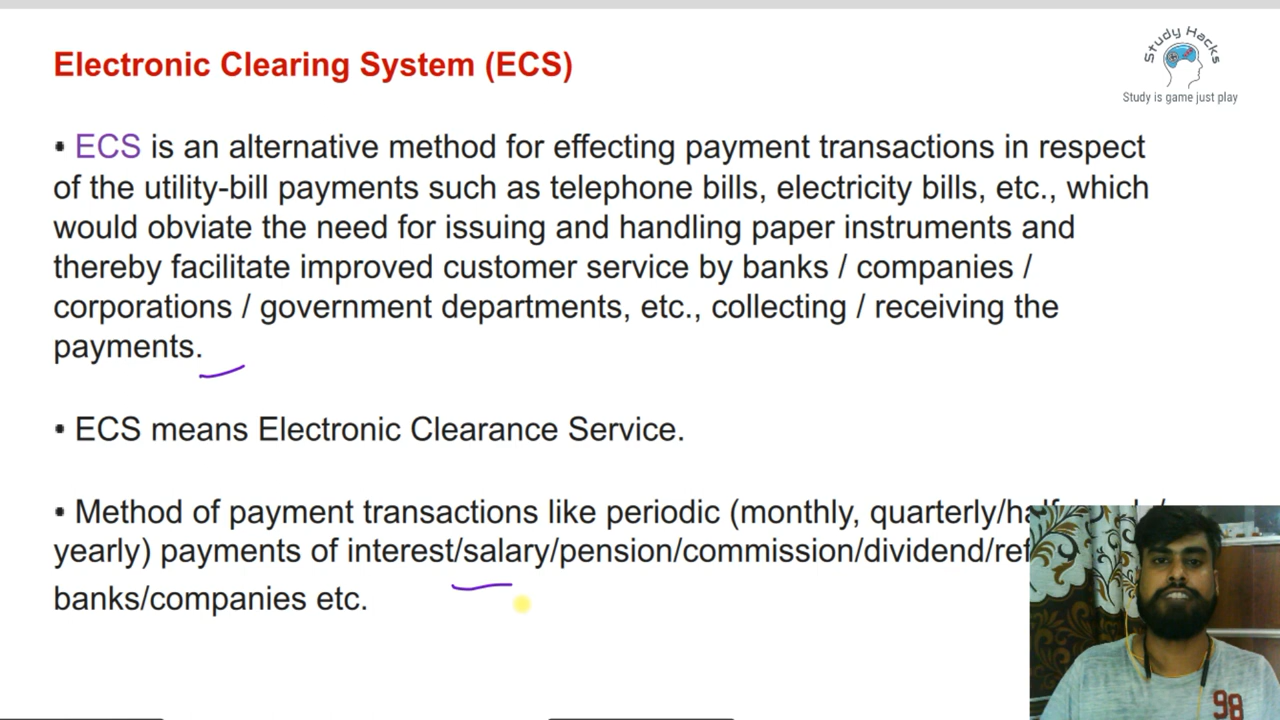 Study Hacks
Study is game just play
Electronic Clearing System (ECS)
• ECS is an alternative method for effecting payment transactions in respect
of the utility-bill payments such as telephone bills, electricity bills, etc., which
would obviate the need for issuing and handling paper instruments and
thereby facilitate improved customer service by banks / companies /
corporations / government departments, etc., collecting / receiving the
payments.
• ECS means Electronic Clearance Service.
• Method of payment transactions like periodic (monthly, quarterly/
yearly) payments of interest/salary/pension/commission/dividend/
banks/companies etc.
98